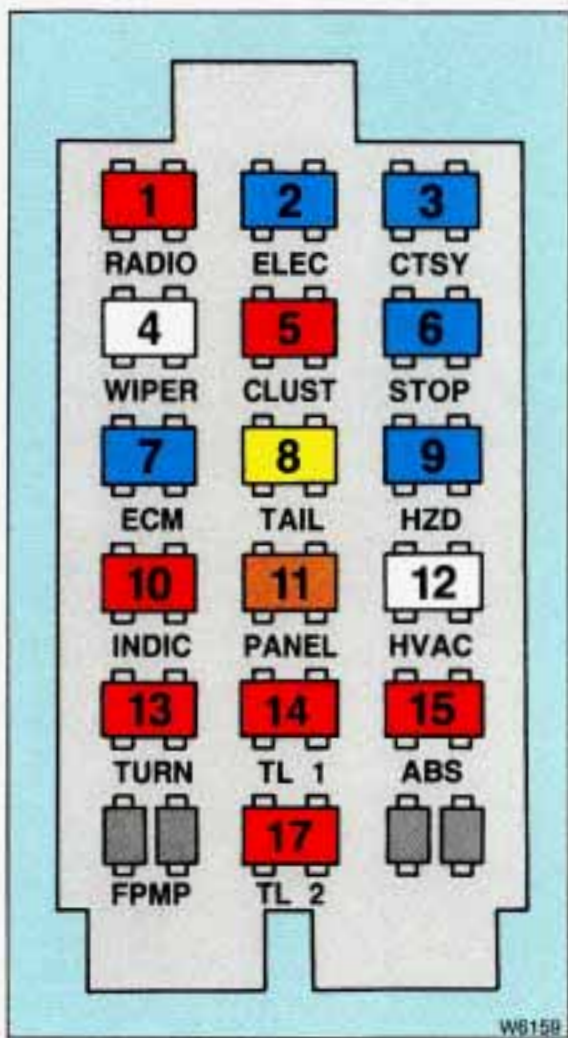 1 2 3
RADIO ELEC CTSY
4 5 6
WIPER CLUST STOP
7 8 9
ECM TAIL HZD
10 11 12
INDIC PANEL HVAC
13 14 15
TURN TL 1 ABS
17
FPMP TL 2
W6159